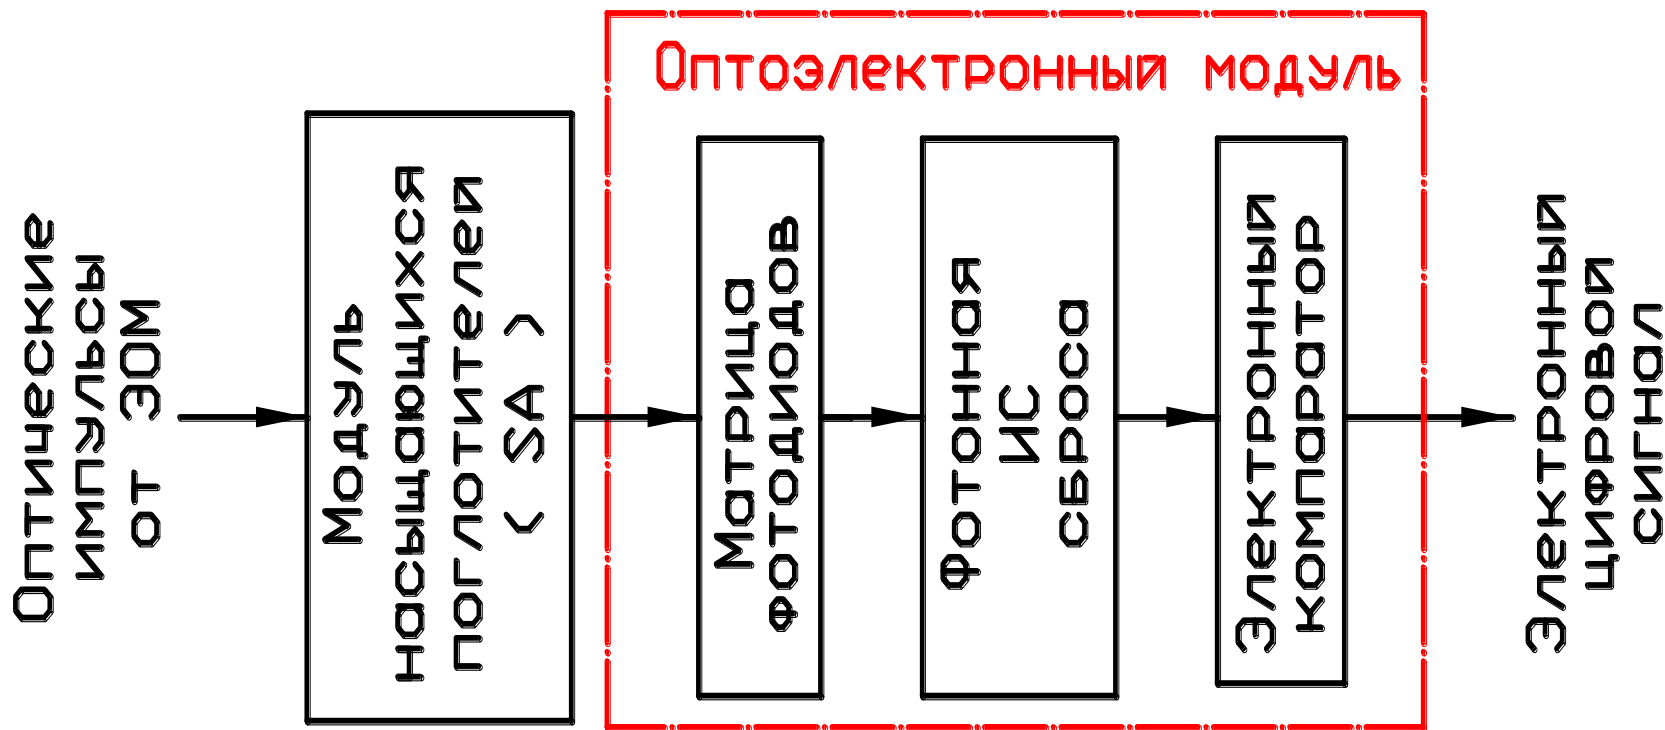 Оптоэлектронный модуль
Оптические
импульсы
от ЭОМ
Модуль
насыщающихся
поглотителей
( SA )
Матрица
фотодиодов
Фотонная
ИС
сброса
Электронный
компаратор
Электронный
цифровой
сигнал